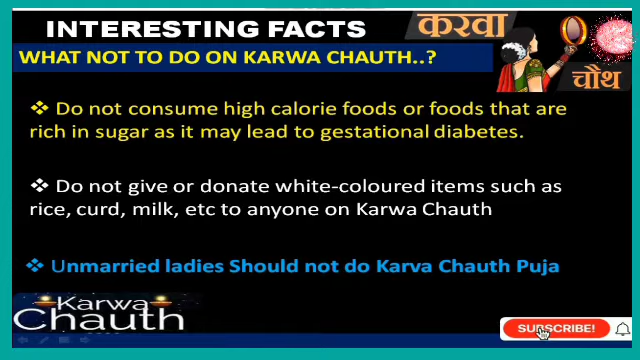 INTERESTING FACTS
करवा
चौथ
WHAT NOT TO DO ON KARWA CHAUTH..?
Do not consume high calorie foods or foods that are
rich in sugar as it may lead to gestational diabetes.
Do not give or donate white-coloured items such as
rice, curd, milk, etc to anyone on Karwa Chauth
Unmarried ladies Should not do Karva Chauth Puja
Karwa
Chauth
SUBSCRIBE!